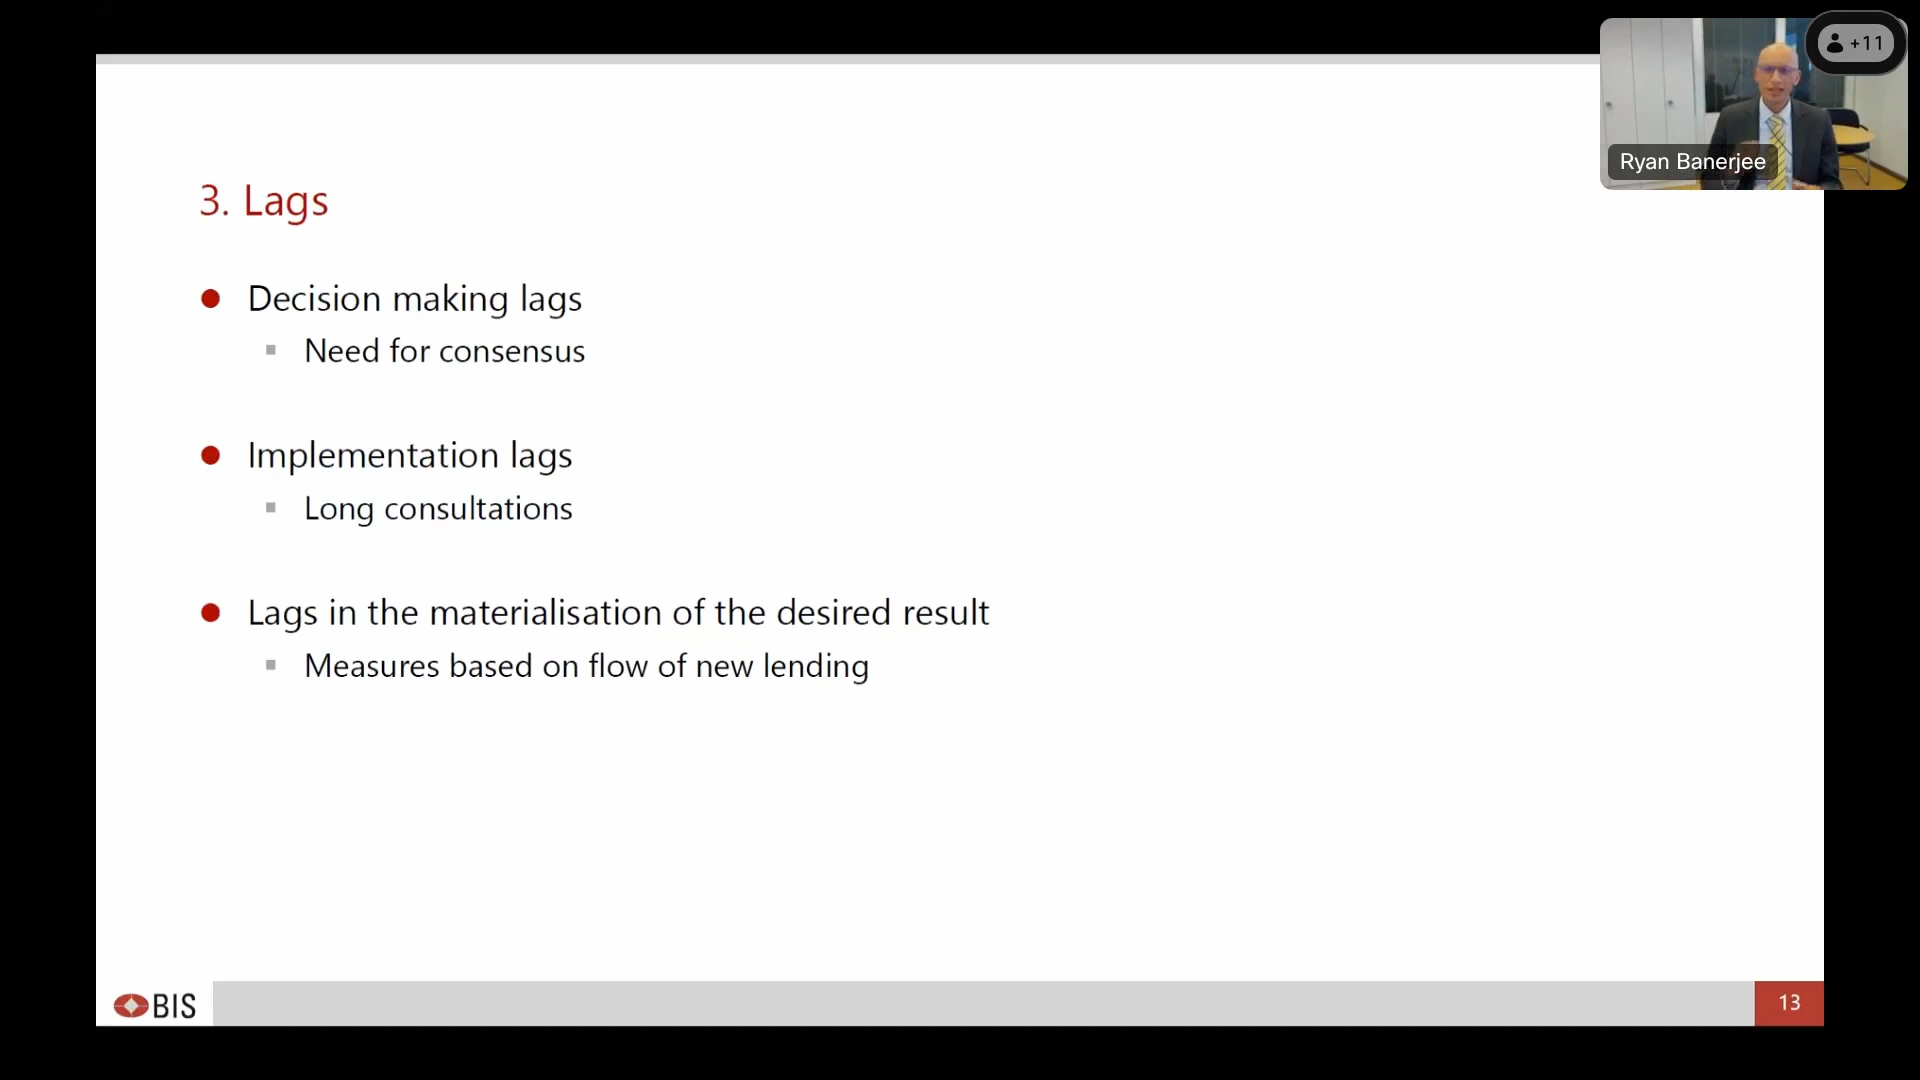 +11
Ryan Banerjee
3. Lags
Decision making lags
Need for consensus
Implementation lags
Long consultations
Lags in the materialisation of the desired result
Measures based on flow of new lending
BIS
13